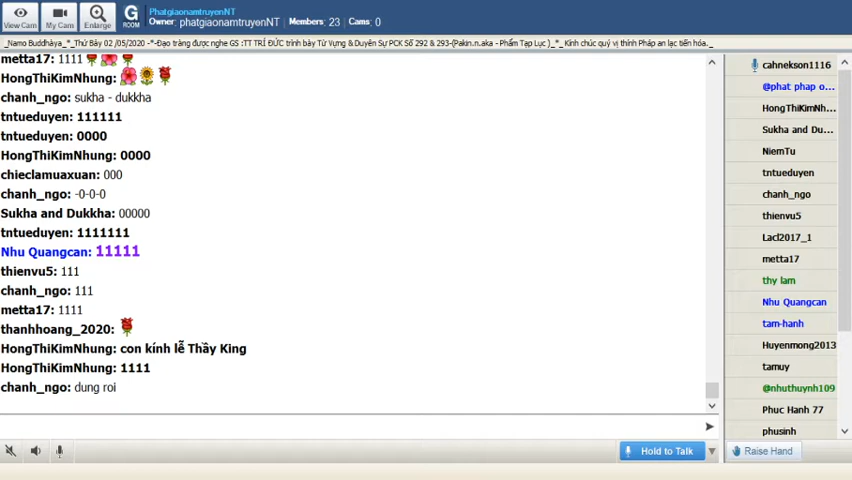 View Cam
My Cam
Enlarge
G
ROOM
PhatgiaonamtruyenNT
Owner: phatgiaonamtruyenNT
Members: 23
Cams: 0
_Namo Buddhàya_*_Thứ Bảy 02 /05/2020 -*-Đạo tràng được nghe GS :TT TRÍ ĐỨC trình bày Từ Vựng & Duyên Sự PCK Số 292 & 293-(Pakin.n.aka - Phẩm Tạp Lục )_*_ Kính chúc quý vị thính Pháp an lạc tiến hóa._
metta17: 1111
HongThiKimNhung:
chanh_ngo: sukha - dukkha
tntueduyen: 111111
tntueduyen: 0000
HongThiKimNhung: 0000
chieclamuaxuan: 000
chanh_ngo: -0-0-0
Sukha and Dukkha: 00000
tntueduyen: 1111111
Nhu Quangcan: 11111
thienvu5: 111
chanh_ngo: 111
metta17: 1111
thanhhoang_2020:
HongThiKimNhung: con kính lễ Thầy King
HongThiKimNhung: 1111
chanh_ngo: dung roi
Hold to Talk
cahnekson1116
@phat phap o...
HongThiKimNh...
Sukha and Du...
NiemTu
tntueduyen
chanh_ngo
thienvu5
Lacl2017_1
metta17
thy lam
Nhu Quangcan
tam-hanh
Huyenmong2013
tamuy
@nhuthuynh109
Phuc Hanh 77
phusinh
Raise Hand